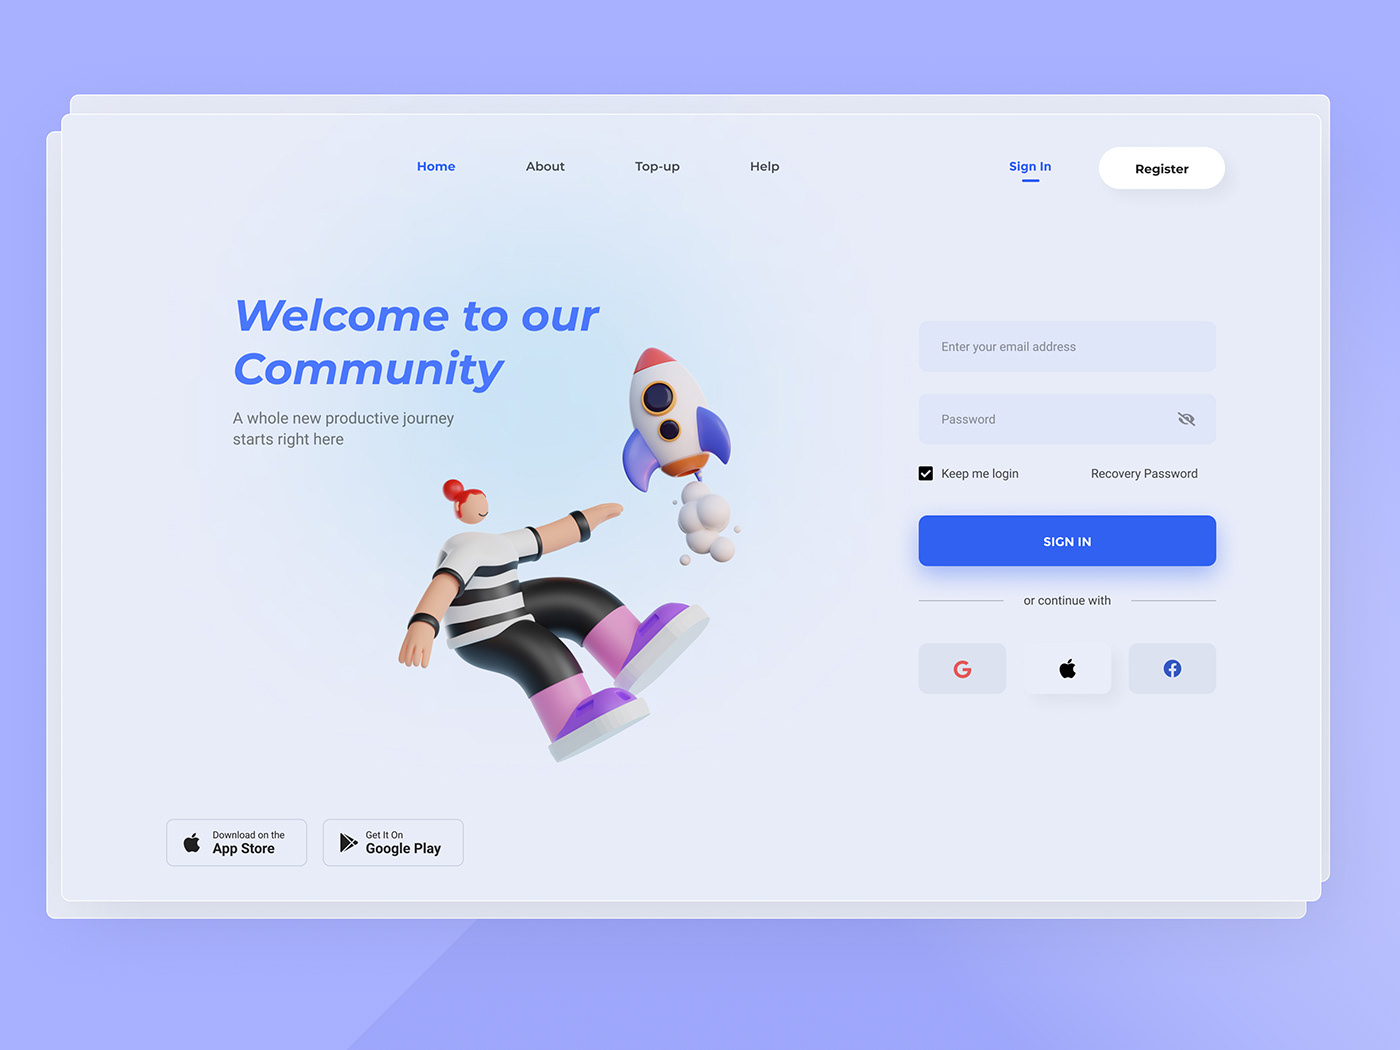 Home
About
Top-up
Help
Sign In
Register
Welcome to our
Community
A whole new productive journey
starts right here
Enter your email address
Password
Keep me login
Recovery Password
SIGN IN
or continue with
Download on the
App Store
Get It On
Google Play